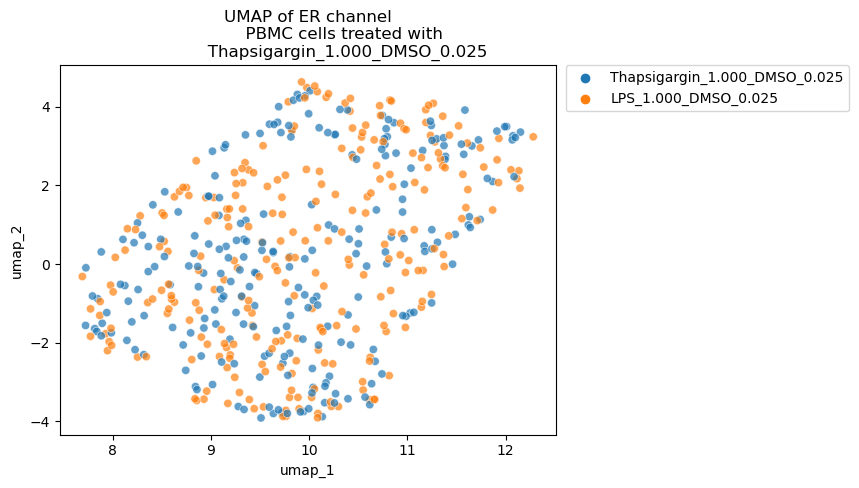 UMAP of ER channel
PBMC cells treated with
Thapsigargin_1.000_DMSO_0.025
Thapsigargin_1.000_DMSO_0.025
LPS_1.000_DMSO_0.025
4
2
0
−2
−4
umap_2
8
9
10
11
12
umap_1